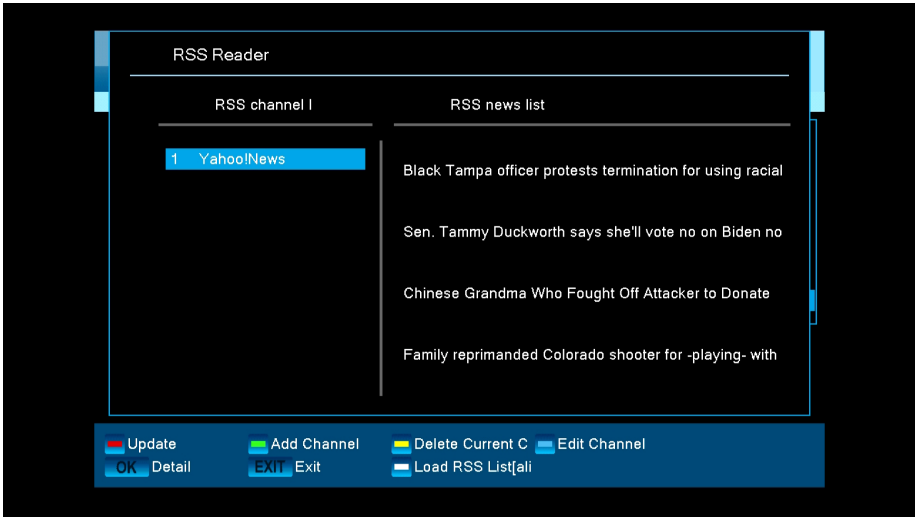 RSS Reader
RSS channel l
RSS news list
1 Yahoo!News
Black Tampa officer protests termination for using racial
Sen. Tammy Duckworth says she'll vote no on Biden no
Chinese Grandma Who Fought Off Attacker to Donate
Family reprimanded Colorado shooter for -playing- with
Update Add Channel Delete Current C Edit Channel
OK Detail EXIT Exit Load RSS List[ali